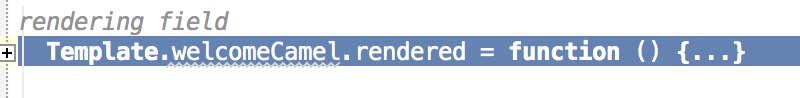 rendering field
Template.welcomeCamel.rendered = function () {...}